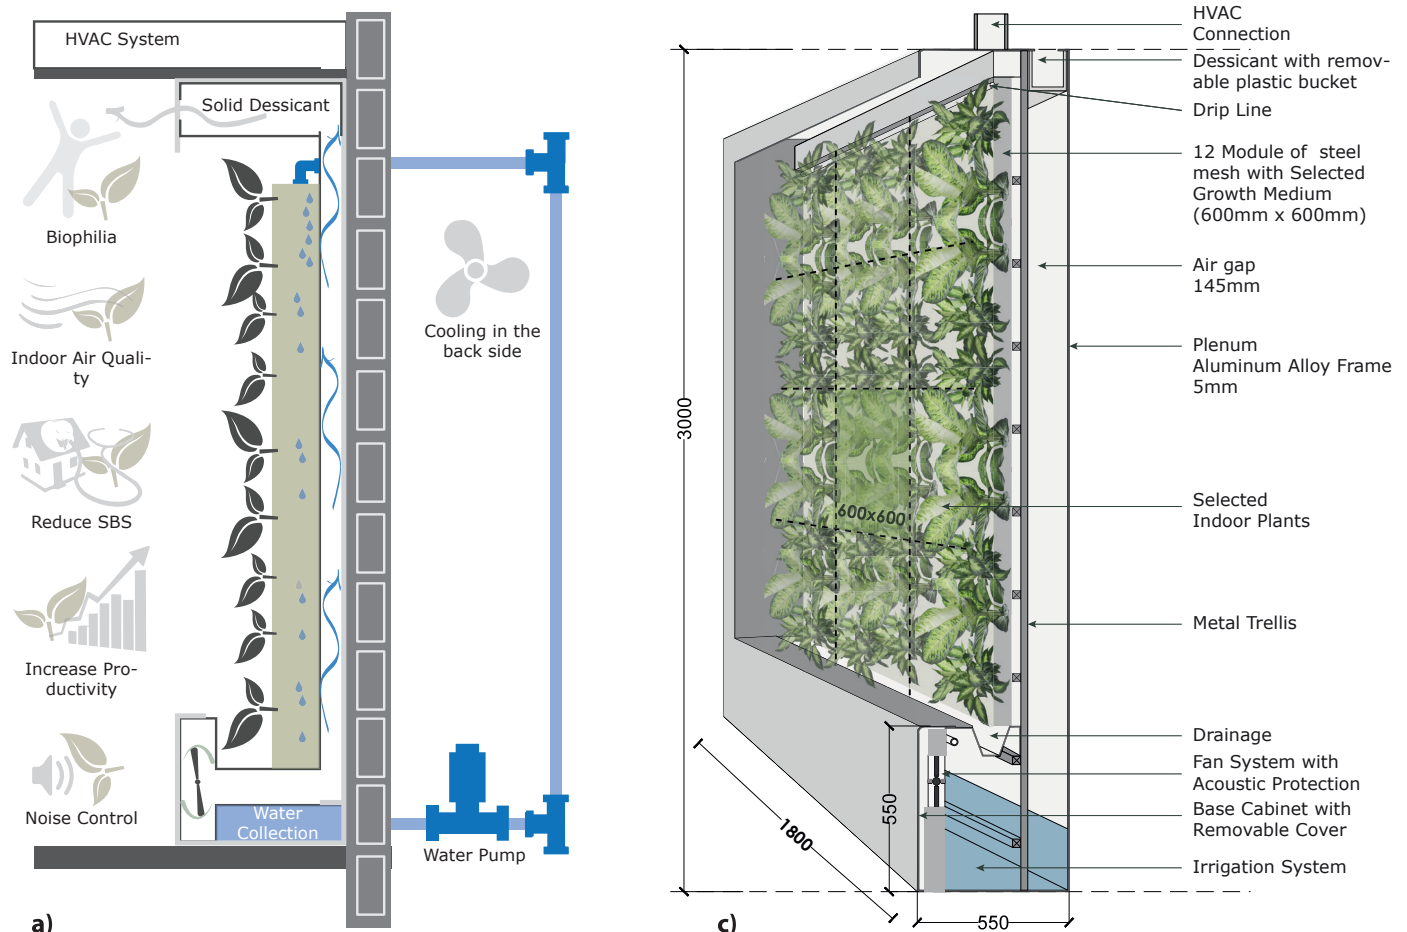 HVAC System
Solid Dessicant
Biophilia
Indoor Air Quali-
ty
Reduce SBS
Increase Pro-
ductivity
Noise Control
Cooling in the
back side
Water
Collection
Water Pump
a)
HVAC
Connection
Dessicant with remov-
able plastic bucket
Drip Line
12 Module of steel
mesh with Selected
Growth Medium
(600mm x 600mm)
Air gap
145mm
Plenum
Aluminum Alloy Frame
5mm
Selected
Indoor Plants
Metal Trellis
Drainage
Fan System with
Acoustic Protection
Base Cabinet with
Removable Cover
Irrigation System
3000
600x600
550
1800
550
c)